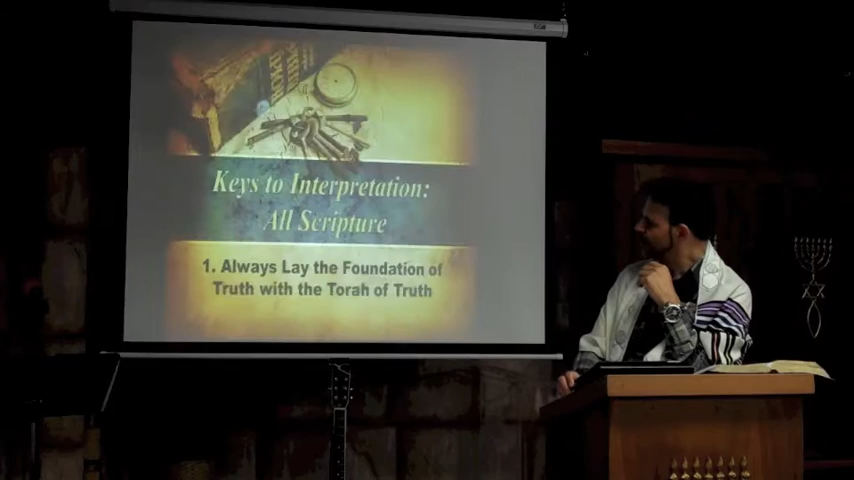 Keys to Interpretation:
All Scripture
1. Always Lay the Foundation of
Truth with the Torah of Truth